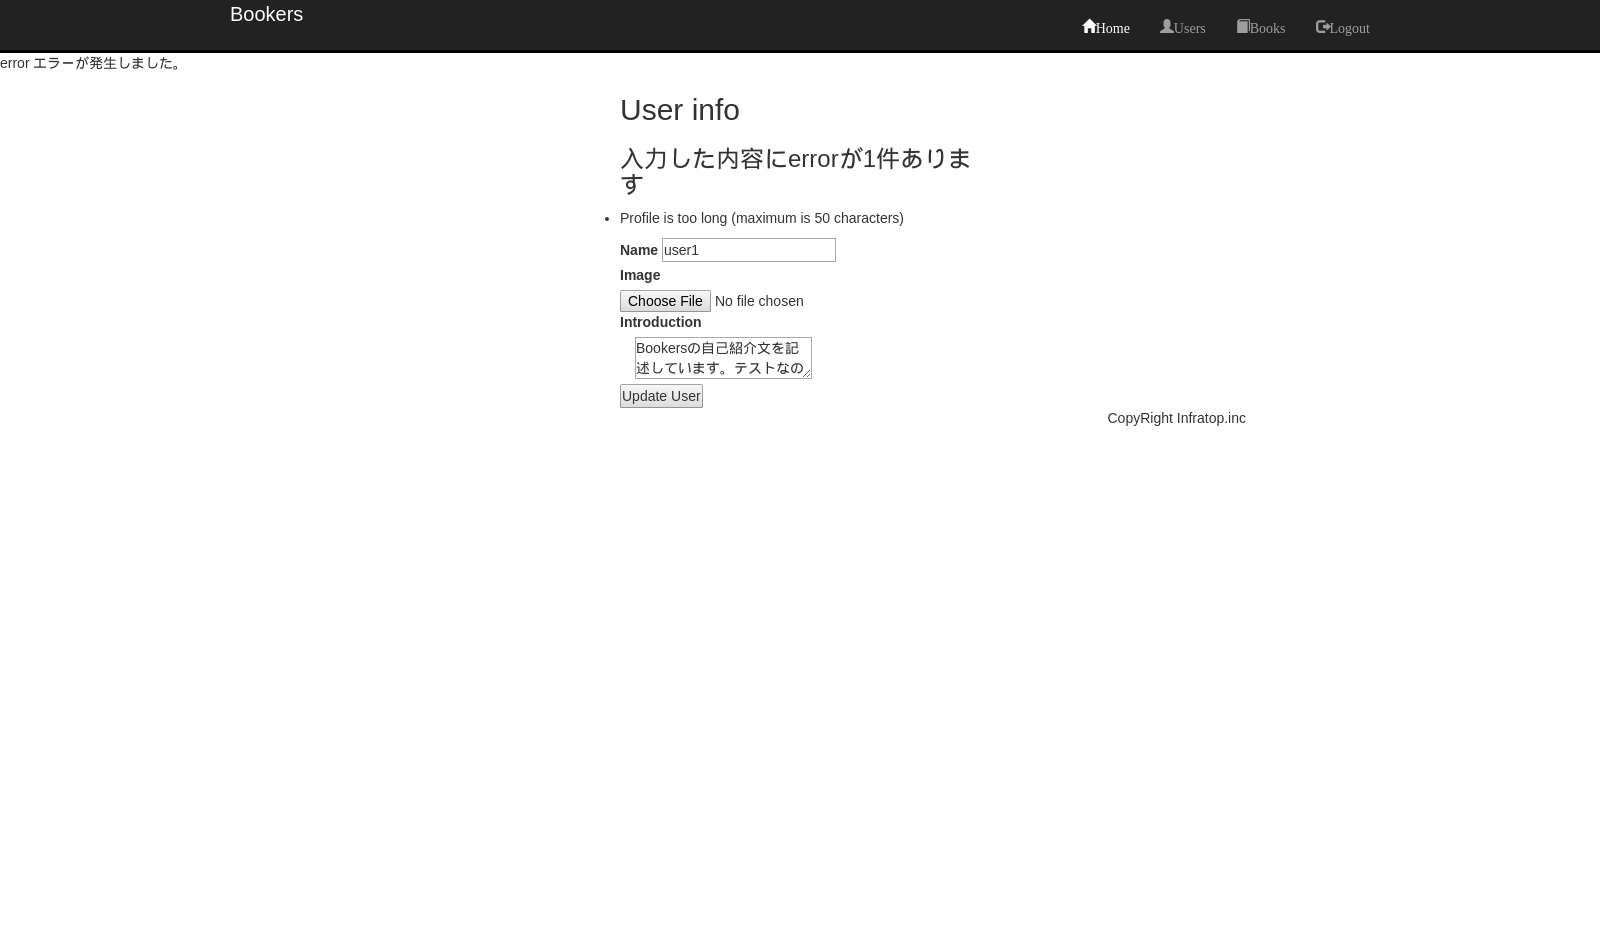 Bookers
Home Users Books Logout
error エラーが発生しました。
User info
入力した内容にerrorが1件ありま
す
Profile is too long (maximum is 50 characters)
Name user1
Image
Choose File No file chosen
Introduction
Bookersの自己紹介文を記
述しています。テストなの
Update User
CopyRight Infratop.inc